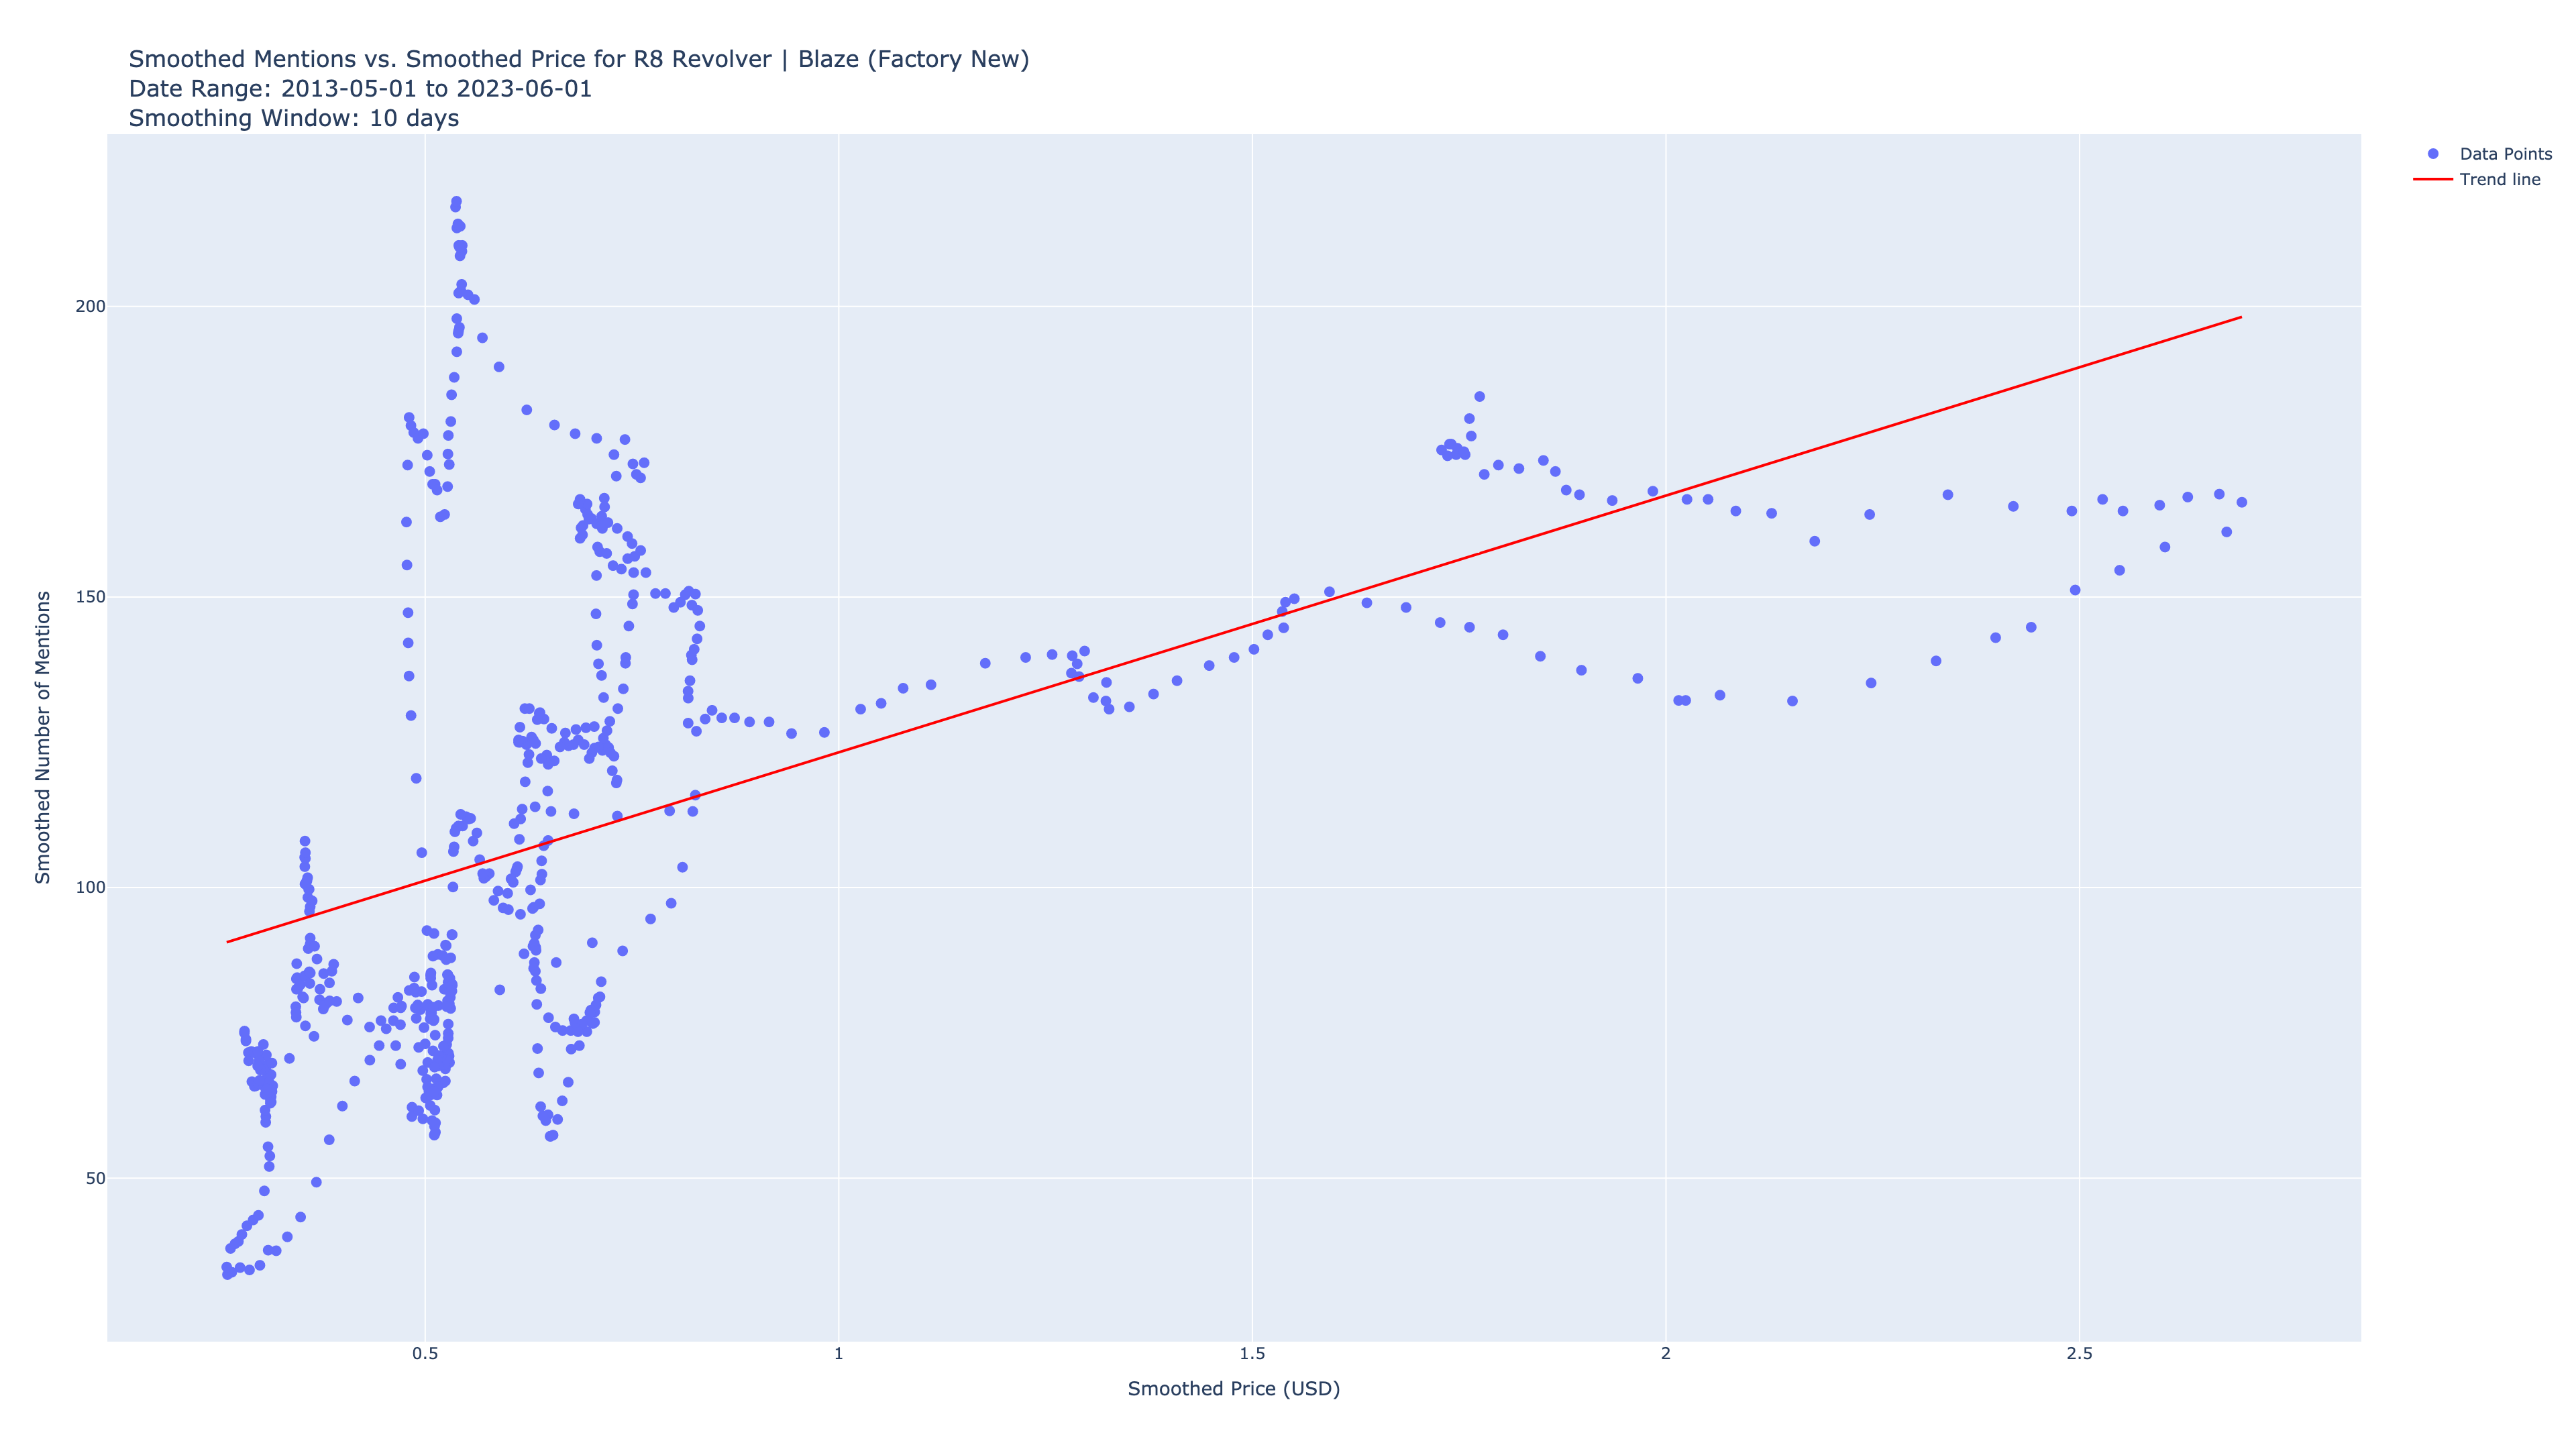 Smoothed Mentions vs. Smoothed Price for R8 Revolver | Blaze (Factory New)
Date Range: 2013-05-01 to 2023-06-01
Smoothing Window: 10 days
Data Points
Trend line
Smoothed Number of Mentions
200
150
100
50
0.5
1
1.5
2
2.5
Smoothed Price (USD)